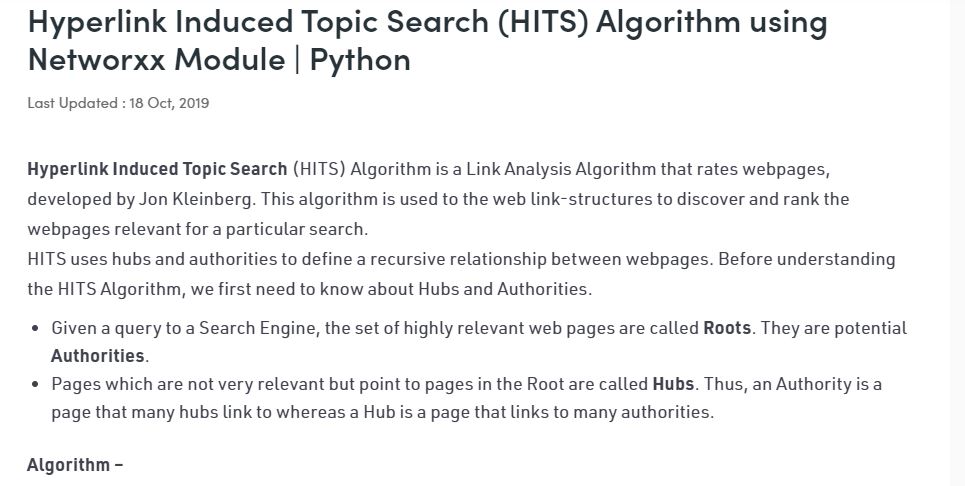 Hyperlink Induced Topic Search (HITS) Algorithm using
Networxx Module | Python
Last Updated : 18 Oct, 2019
Hyperlink Induced Topic Search (HITS) Algorithm is a Link Analysis Algorithm that rates webpages,
developed by Jon Kleinberg. This algorithm is used to the web link-structures to discover and rank the
webpages relevant for a particular search.
HITS uses hubs and authorities to define a recursive relationship between webpages. Before understanding
the HITS Algorithm, we first need to know about Hubs and Authorities.
• Given a query to a Search Engine, the set of highly relevant web pages are called Roots. They are potential
Authorities.
• Pages which are not very relevant but point to pages in the Root are called Hubs. Thus, an Authority is a
page that many hubs link to whereas a Hub is a page that links to many authorities.
Algorithm –